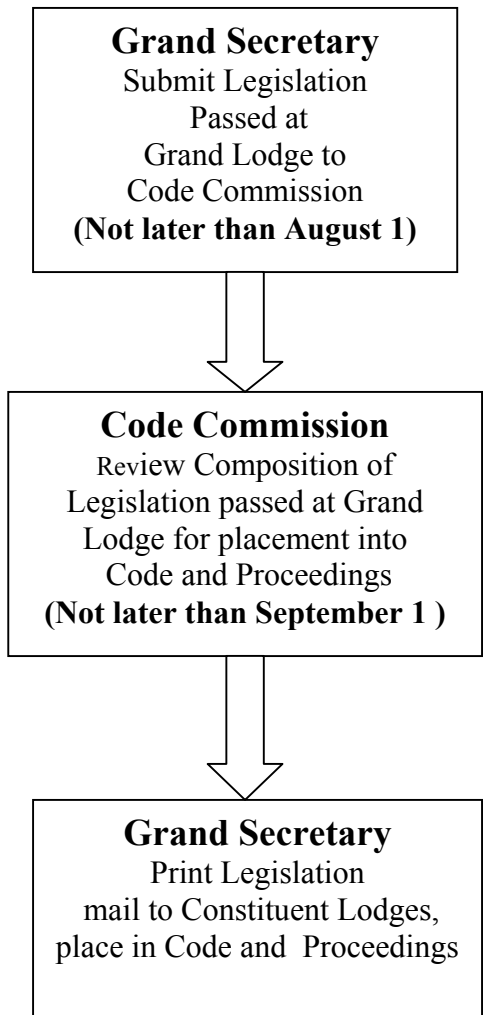 Grand Secretary
Submit Legislation
Passed at
Grand Lodge to
Code Commission
(Not later than August 1)
Code Commission
Review Composition of
Legislation passed at Grand
Lodge for placement into
Code and Proceedings
(Not later than September 1 )
Grand Secretary
Print Legislation
mail to Constituent Lodges,
place in Code and Proceedings